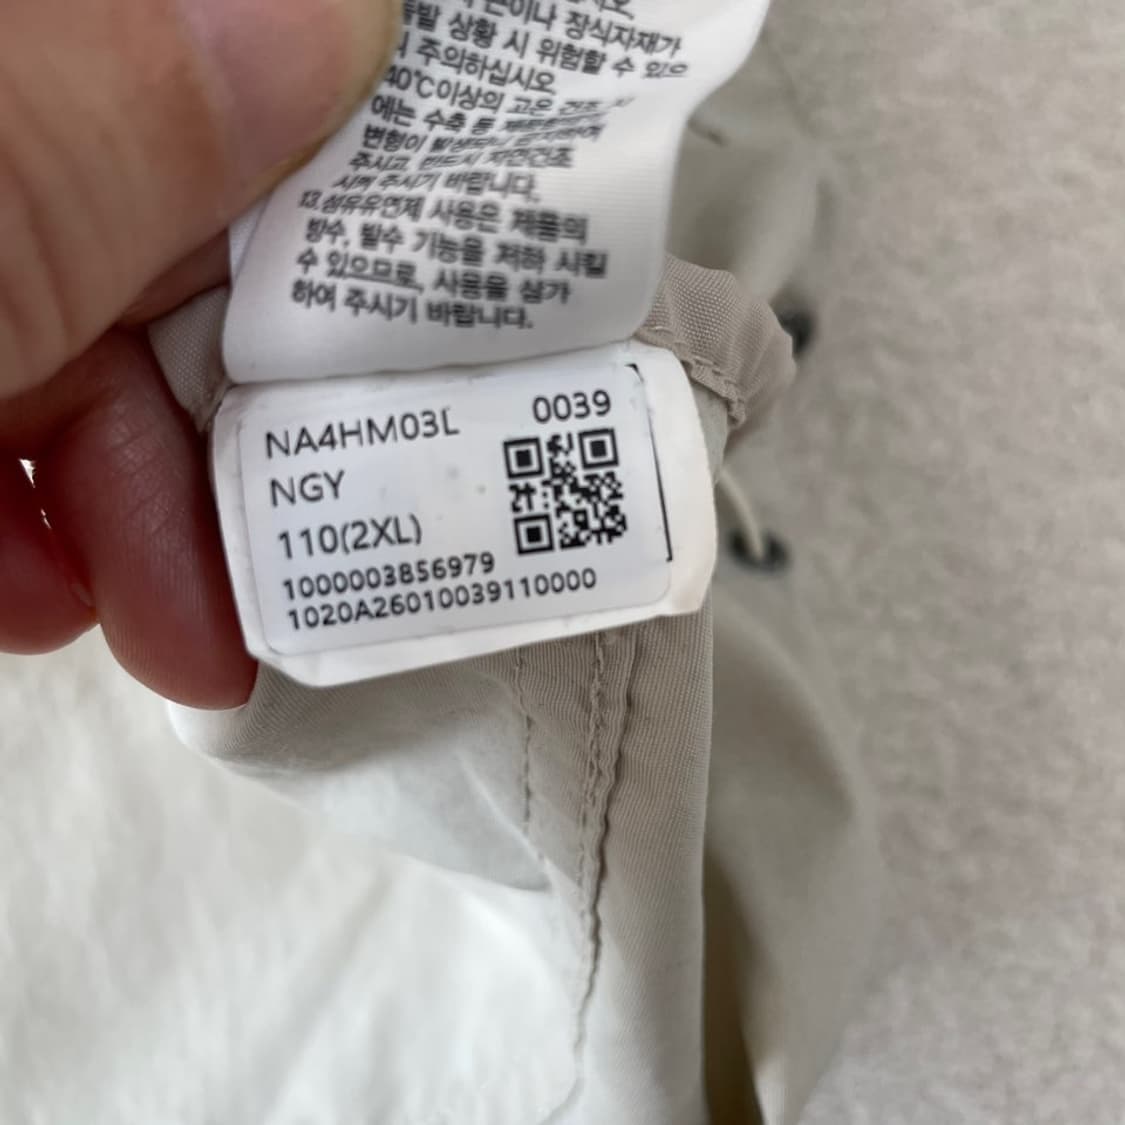 이나 장식자재가
발 상황 시 위험할 수 있으
주의하십시오
40℃이상의 고온 건조 시
에는 수축 등
변형이
주시고, 반드시 자연건조
시켜 주시기 바랍니다.
13.섬유유연제 사용은 제품의
방수, 발수 기능을 저하 시킬
수 있으므로, 사용을 삼가
하여 주시기 바랍니다.
NA4HM03L 0039
NGY
110(2XL)
1000003856979
1020A26010039110000